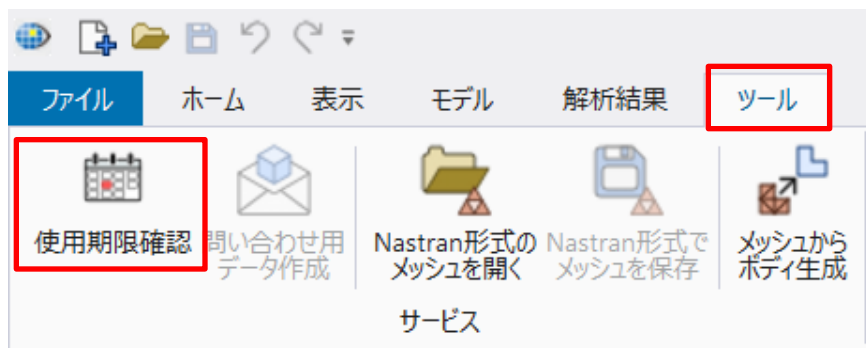 ファイル ホーム 表示 モデル 解析結果 ツール
使用期限確認
問い合わせ用
データ作成
Nastran形式の
メッシュを開く
Nastran形式で
メッシュを保存
メッシュから
ボディ生成
サービス